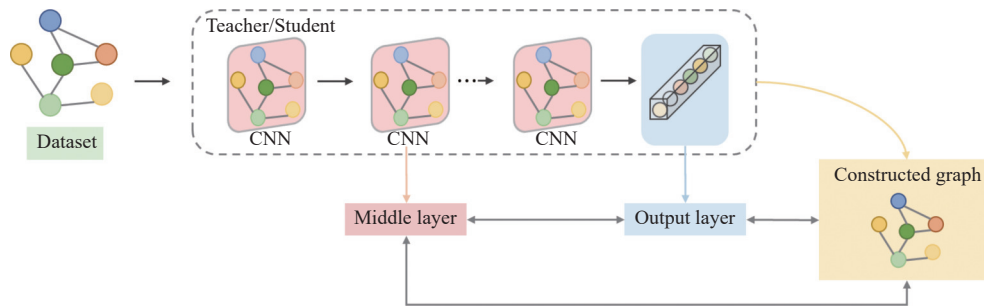 Teacher/Student
CNN
CNN
CNN
Dataset
Constructed graph
Middle layer
Output layer